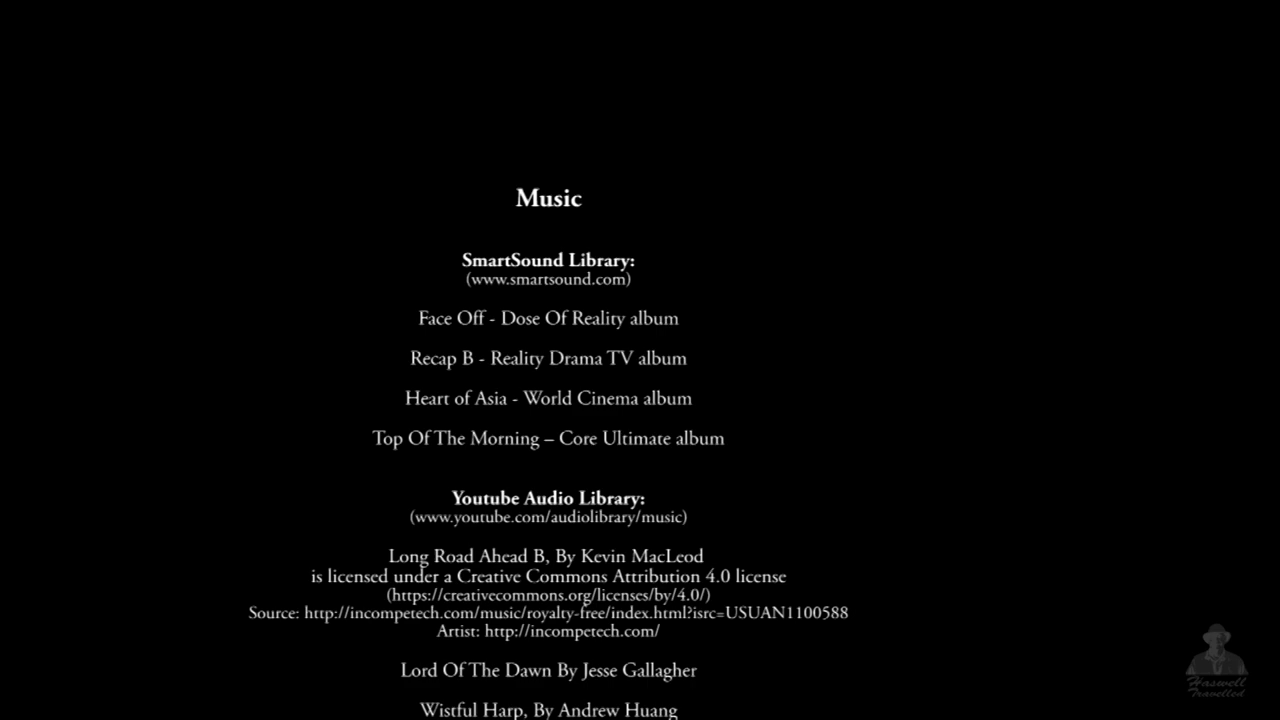 Music
SmartSound Library:
(www.smartsound.com)
Face Off - Dose Of Reality album
Recap B - Reality Drama TV album
Heart of Asia - World Cinema album
Top Of The Morning – Core Ultimate album
Youtube Audio Library:
(www.youtube.com/audiolibrary/music)
Long Road Ahead B, By Kevin MacLeod
is licensed under a Creative Commons Attribution 4.0 license
(https://creativecommons.org/licenses/by/4.0/)
Source: http://incompetech.com/music/royalty-free/index.html?isrc=USUAN1100588
Artist: http://incompetech.com/
Lord Of The Dawn By Jesse Gallagher
Wistful Harp, By Andrew Huang
Haswell
Travelled